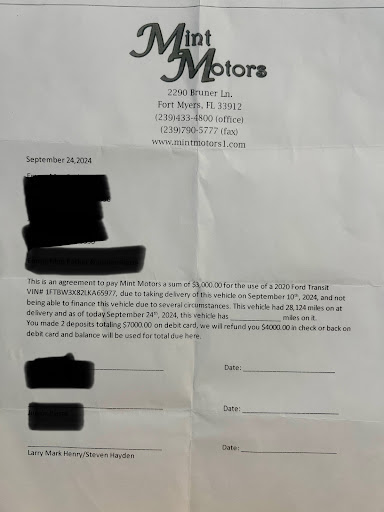 Mint
Motors
2290 Bruner Ln.
Fort Myers, FL 33912
(239)433-4800 (office)
(239)790-5777 (fax)
www.mintmotors1.com
September 24,2024
This is an agreement to pay Mint Motors a sum of $3,000.00 for the use of a 2020 Ford Transit
VIN# 1FTBW3X82LKA65977, due to taking delivery of this vehicle on September 10th, 2024, and not
being able to finance this vehicle due to several circumstances. This vehicle had 28,124 miles on at
delivery and as of today September 24th, 2024, this vehicle has ____________ miles on it.
You made 2 deposits totalling $7000.00 on debit card, we will refund you $4000.00 in check or back on
debit card and balance will be used for total due here.
Date:
Date:
Date:
Larry Mark Henry/Steven Hayden